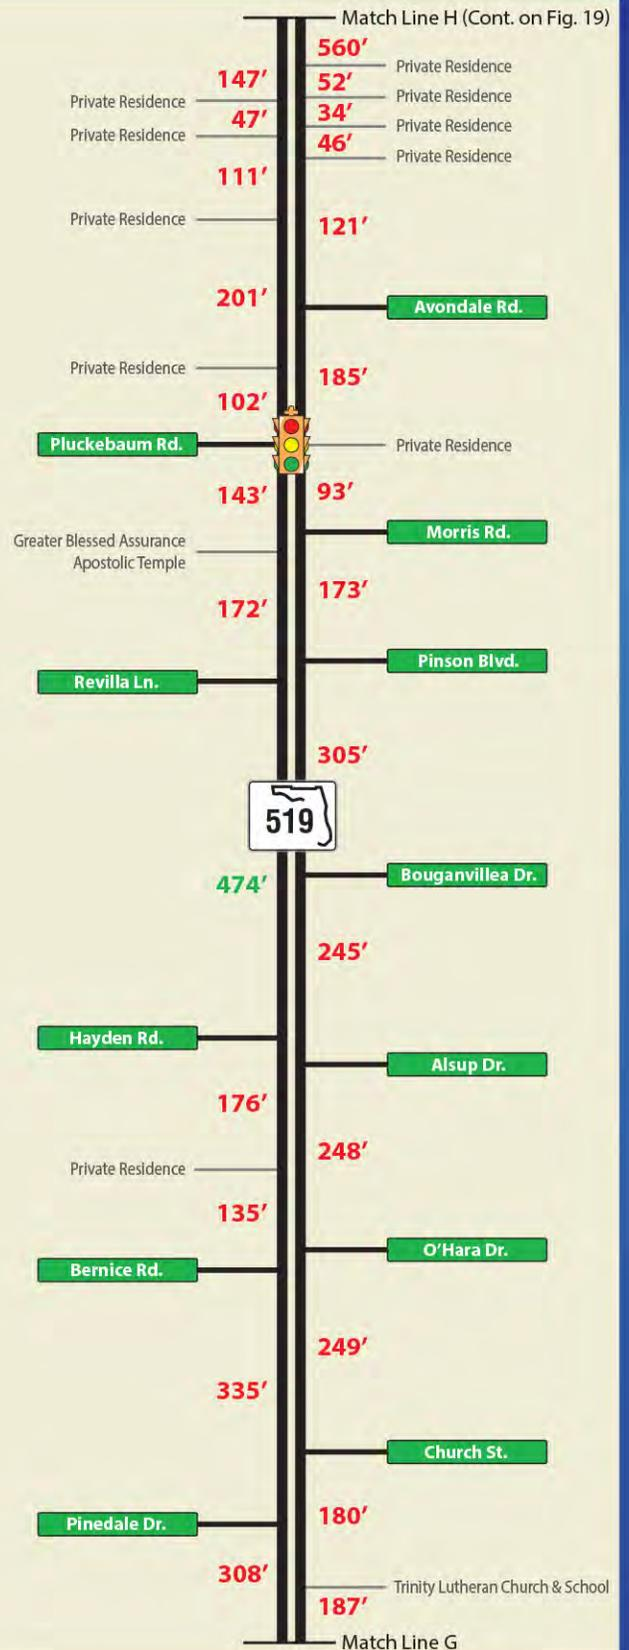 Match Line H (Cont. on Fig. 19)
560′
Private Residence
147′
52′
Private Residence
Private Residence
34′
47′
Private Residence
Private Residence
46′
Private Residence
111′
Private Residence
121′
201′
Avondale Rd.
Private Residence
185′
102′
Pluckebaum Rd.
Private Residence
143′
93′
Morris Rd.
Greater Blessed Assurance
Apostolic Temple
173′
172′
Pinson Blvd.
Revilla Ln.
305′
519
Bouganvillea Dr.
474′
245′
Hayden Rd.
Alsup Dr.
176′
248′
Private Residence
135′
O’Hara Dr.
Bernice Rd.
249′
335′
Church St.
180′
Pinedale Dr.
308′
Trinity Lutheran Church & School
187′
Match Line G